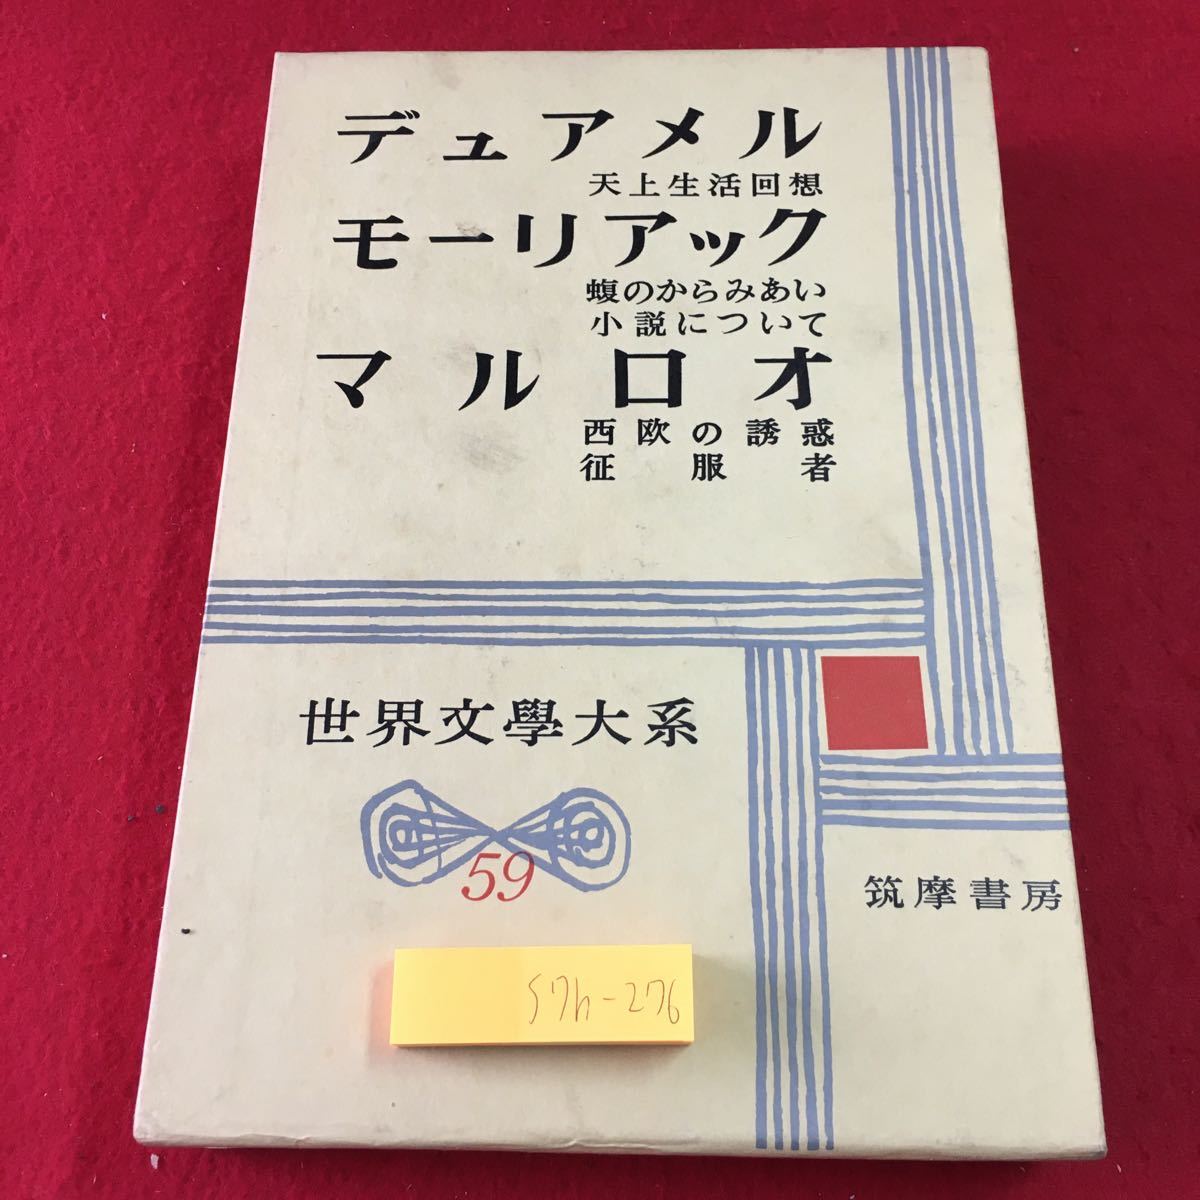 デュアメル
天上生活回想
モーリアック
蝮のからみあい
小説について
マルロオ
西欧の誘惑
征服者
世界文學大系
59
筑摩書房
S7h-276